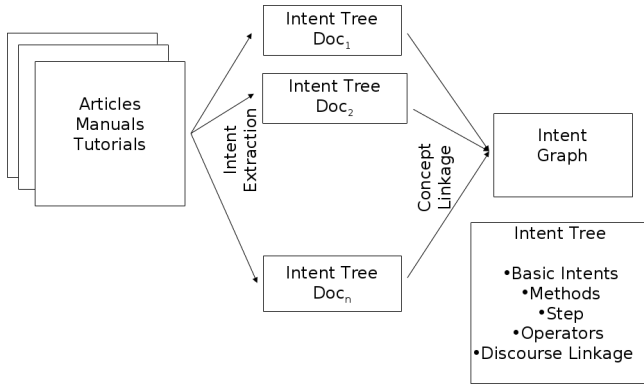 Articles
Manuals
Tutorials
Intent Tree
Doc₁
Intent Tree
Doc₂
Intent Tree
Docₙ
Intent
Extraction
Concept
Linkage
Intent
Graph
Intent Tree
•Basic Intents
•Methods
•Step
•Operators
•Discourse Linkage